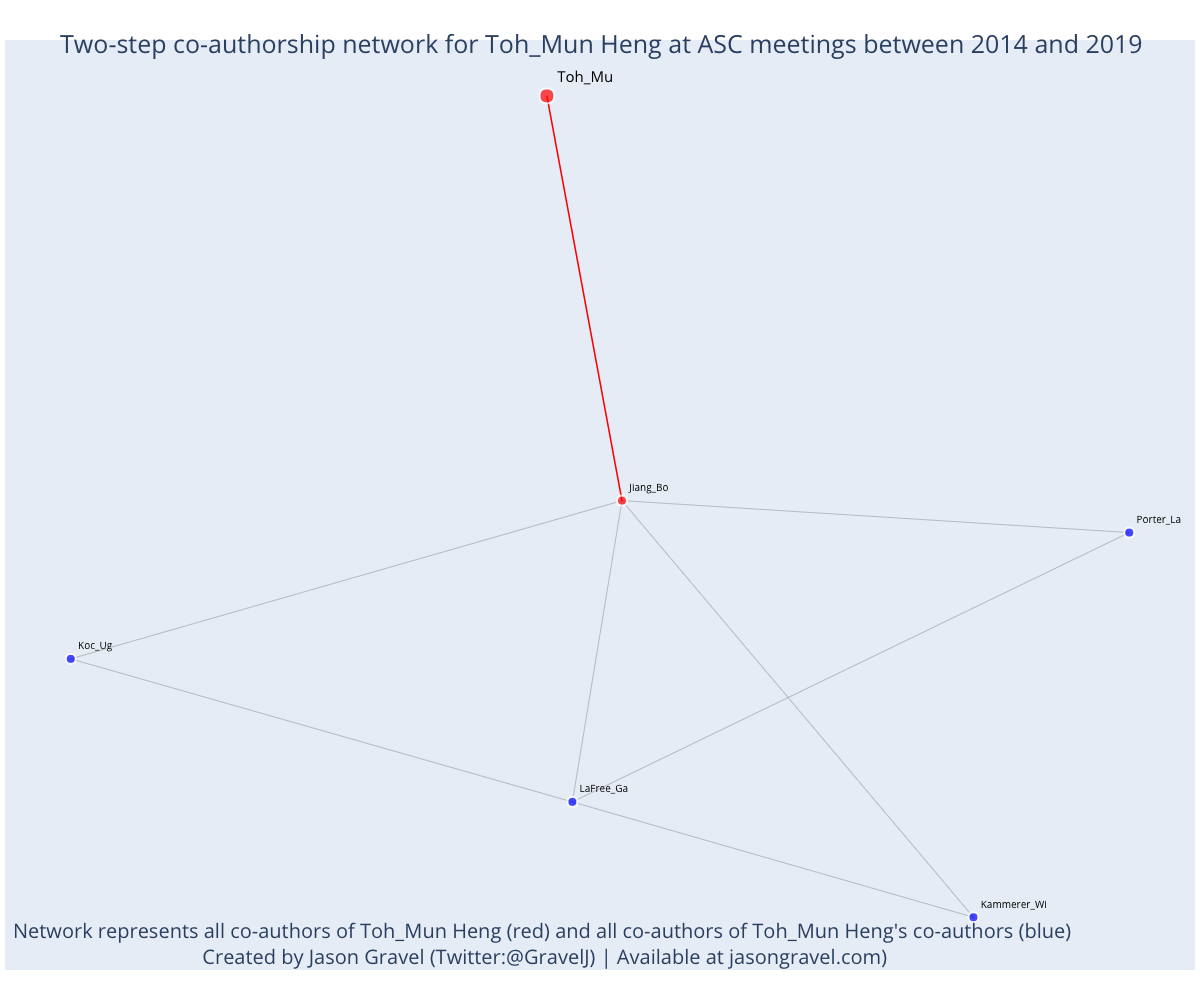 Two-step co-authorship network for Toh_Mun Heng at ASC meetings between 2014 and 2019
Toh_Mu
Jiang_Bo
Porter_La
Koc_Ug
LaFree_Ga
Kammerer_Wi
Network represents all co-authors of Toh_Mun Heng (red) and all co-authors of Toh_Mun Heng's co-authors (blue)
Created by Jason Gravel (Twitter:@GravelJ) | Available at jasongravel.com)